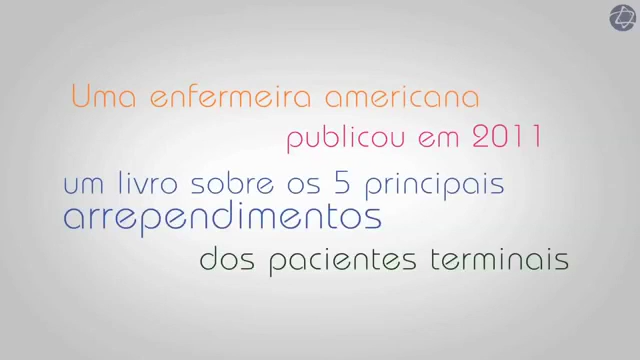 Uma enfermeira americana
publicou em 2011
um livro sobre os 5 principais
arrependimentos
dos pacientes terminais